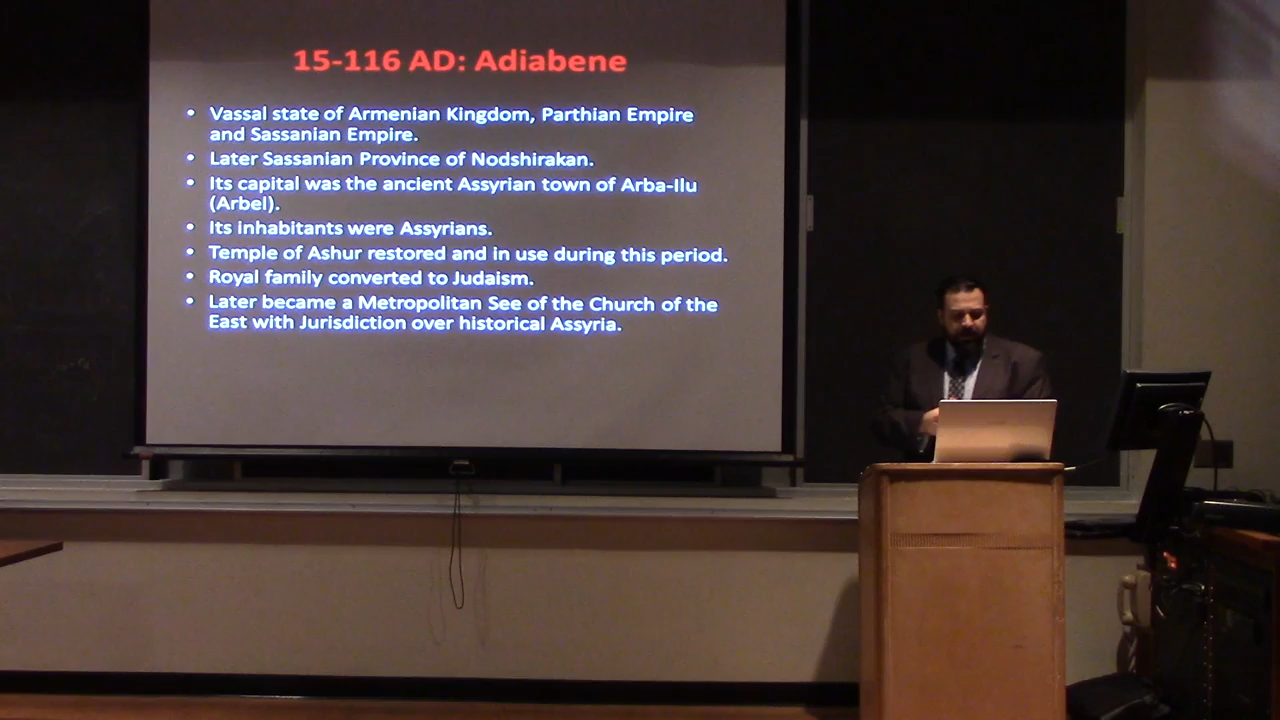 15-116 AD: Adiabene
• Vassal state of Armenian Kingdom, Parthian Empire
and Sassanian Empire.
• Later Sassanian Province of Nodshirakan.
• Its capital was the ancient Assyrian town of Arba-Ilu
(Arbel).
• Its inhabitants were Assyrians.
• Temple of Ashur restored and in use during this period.
• Royal family converted to Judaism.
• Later became a Metropolitan See of the Church of the
East with Jurisdiction over historical Assyria.